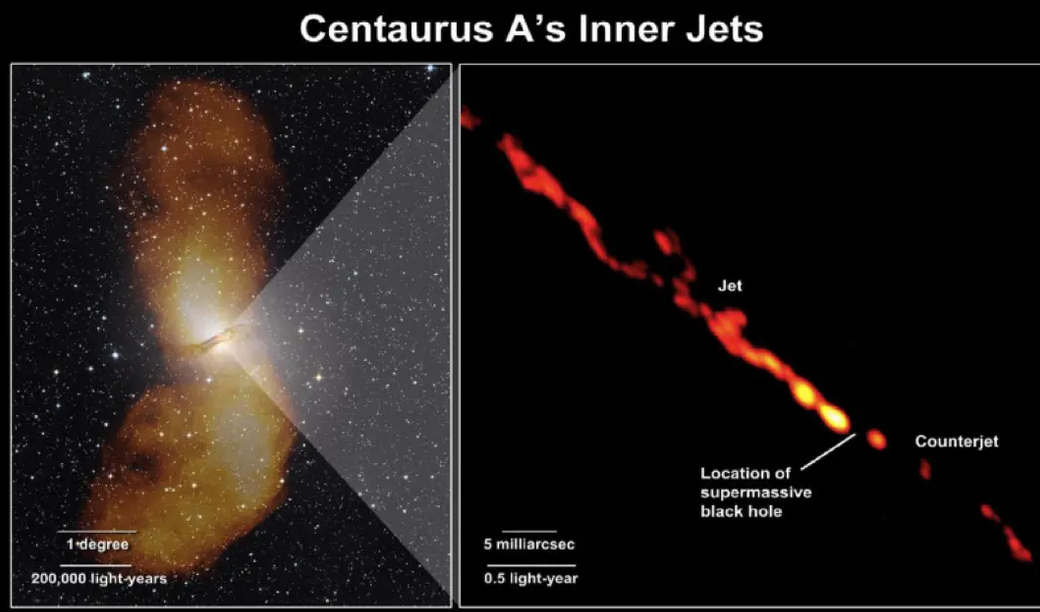 Centaurus A's Inner Jets
1 degree
200,000 light-years
Jet
Counterjet
Location of
supermassive
black hole
5 milliarcsec
0.5 light-year